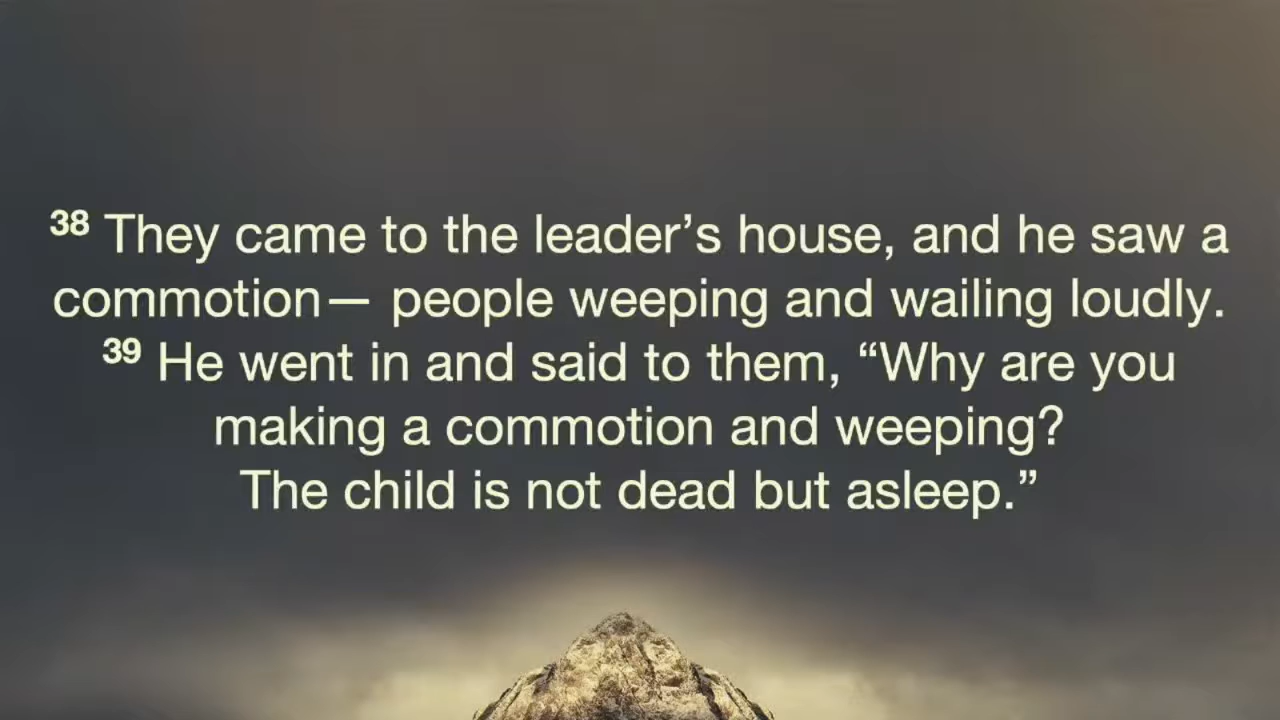 38 They came to the leader’s house, and he saw a
commotion— people weeping and wailing loudly.
39 He went in and said to them, “Why are you
making a commotion and weeping?
The child is not dead but asleep.”